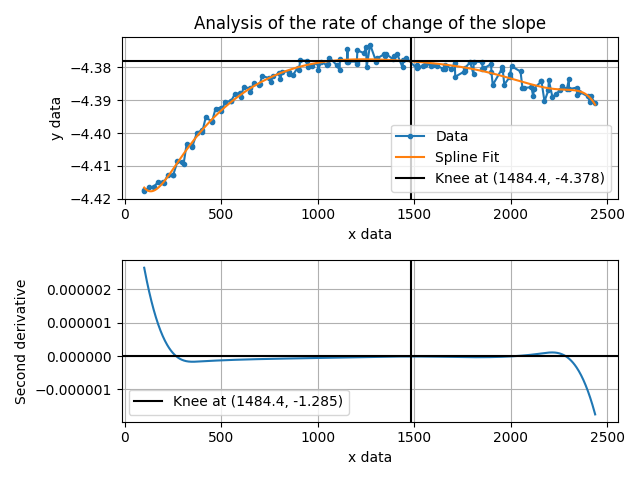 Analysis of the rate of change of the slope
−4.38
−4.39
−4.40
−4.41
−4.42
y data
Data
Spline Fit
Knee at (1484.4, -4.378)
0 500 1000 1500 2000 2500
x data
0.000002
0.000001
0.000000
−0.000001
Second derivative
Knee at (1484.4, -1.285)
0 500 1000 1500 2000 2500
x data